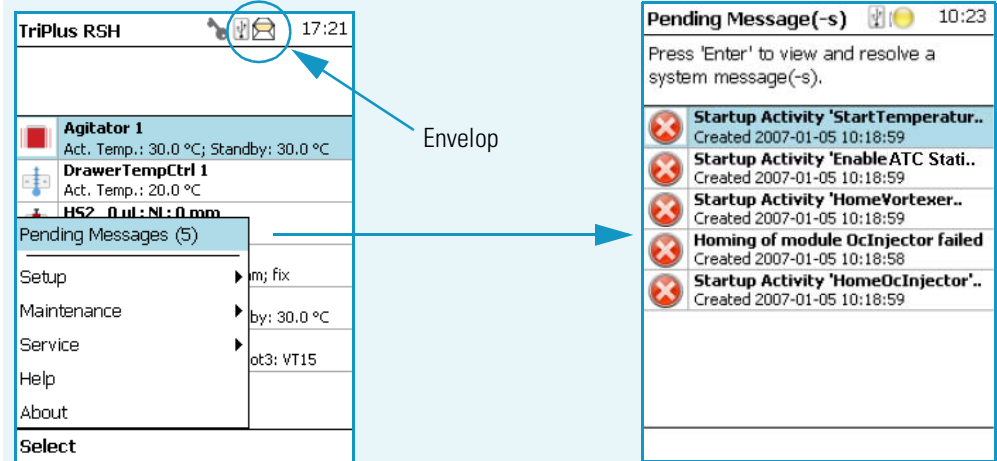 TriPlus RSH 17:21
Agitator 1
Act. Temp.: 30.0 °C; Standby: 30.0 °C
DrawerTempCtrl 1
Act. Temp.: 20.0 °C
HS2 0 ul; NL: 0 mm
Pending Messages (5)
Setup
m; fix
Maintenance
by: 30.0 °C
Service
ot3: VT15
Help
About
Select
Envelop
Pending Message(-s) 10:23
Press 'Enter' to view and resolve a
system message(-s).
Startup Activity 'StartTemperatur..
Created 2007-01-05 10:18:59
Startup Activity 'EnableATC Stati..
Created 2007-01-05 10:18:59
Startup Activity 'HomeVortexer..
Created 2007-01-05 10:18:59
Homing of module OcInjector failed
Created 2007-01-05 10:18:58
Startup Activity 'HomeOcInjector'..
Created 2007-01-05 10:18:59